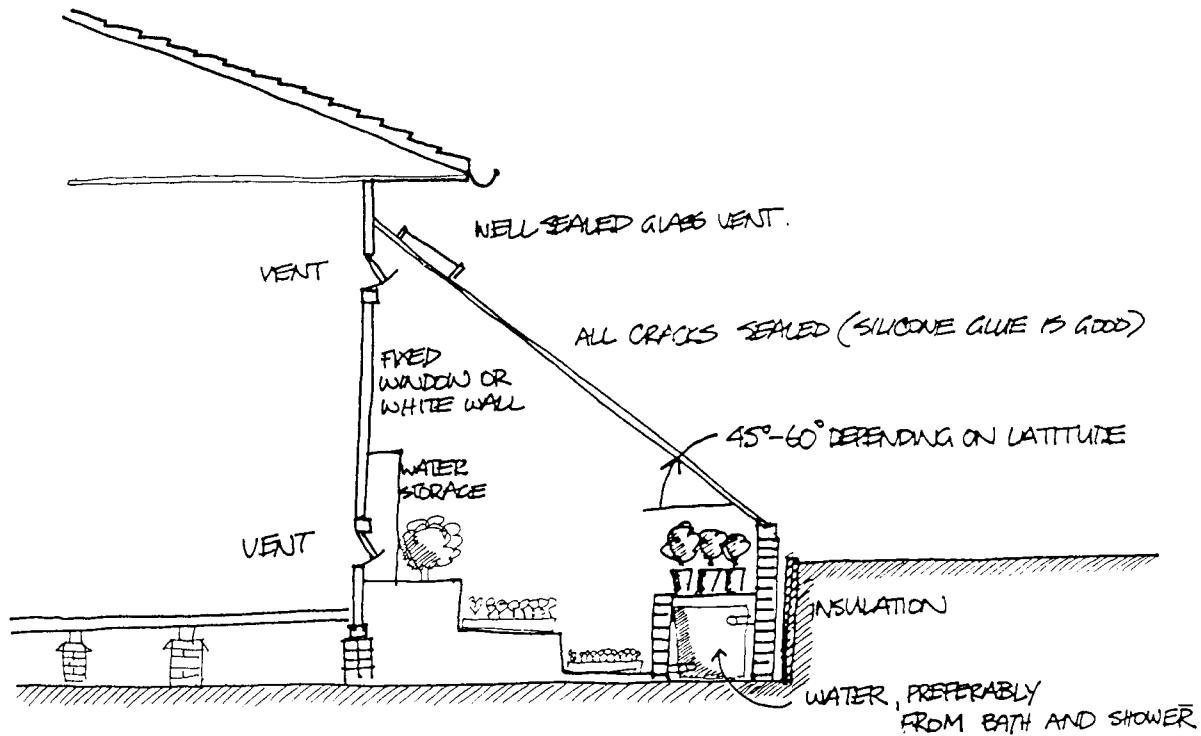 WELL SEALED GLASS VENT.
VENT
ALL CRACKS SEALED (SILICONE GLUE IS GOOD)
FIXED
WINDOW OR
WHITE WALL
45°-60° DEPENDING ON LATITUDE
WATER
STORAGE
VENT
INSULATION
WATER, PREFERABLY
FROM BATH AND SHOWER